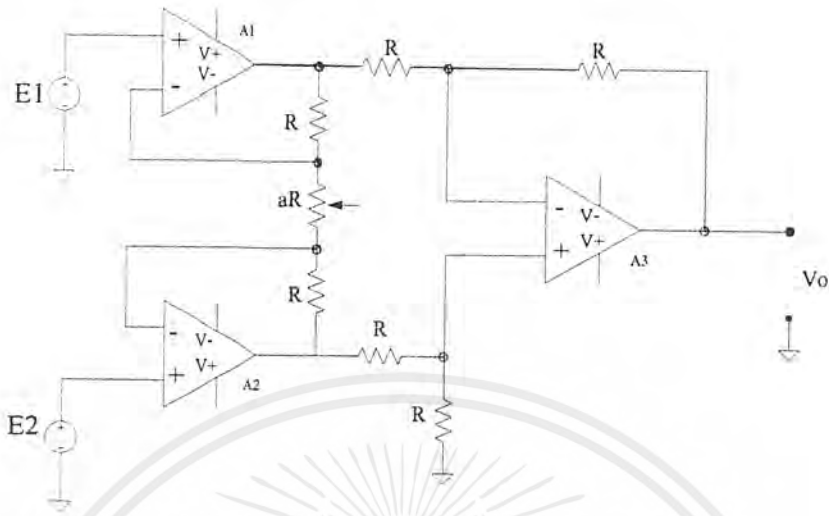 A1
+
V+
V-
-
E1
R
R
R
aR
-
V-
V+
+
A3
Vo
R
R
-
V-
V+
+
A2
E2
R